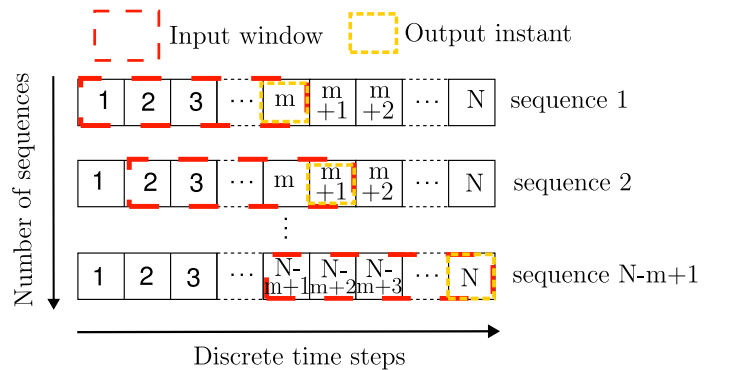 Input window
Output instant
Number of sequences
1 2 3 ··· m m+1 m+2 ··· N sequence 1
1 2 3 ··· m m+1 m+2 ··· N sequence 2
⋮
1 2 3 ··· N-m+1 N-m+2 N-m+3 ··· N sequence N-m+1
Discrete time steps